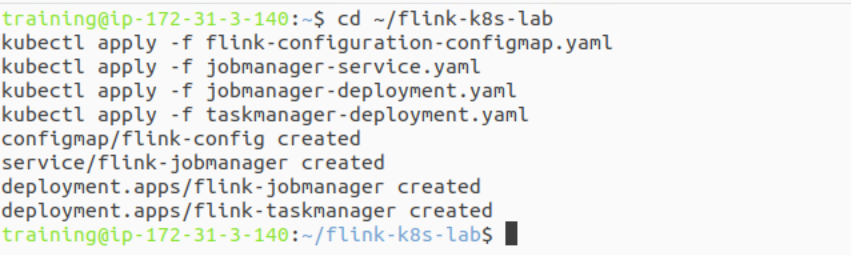 training@ip-172-31-3-140:~$ cd ~/flink-k8s-lab
kubectl apply -f flink-configuration-configmap.yaml
kubectl apply -f jobmanager-service.yaml
kubectl apply -f jobmanager-deployment.yaml
kubectl apply -f taskmanager-deployment.yaml
configmap/flink-config created
service/flink-jobmanager created
deployment.apps/flink-jobmanager created
deployment.apps/flink-taskmanager created
training@ip-172-31-3-140:~/flink-k8s-lab$